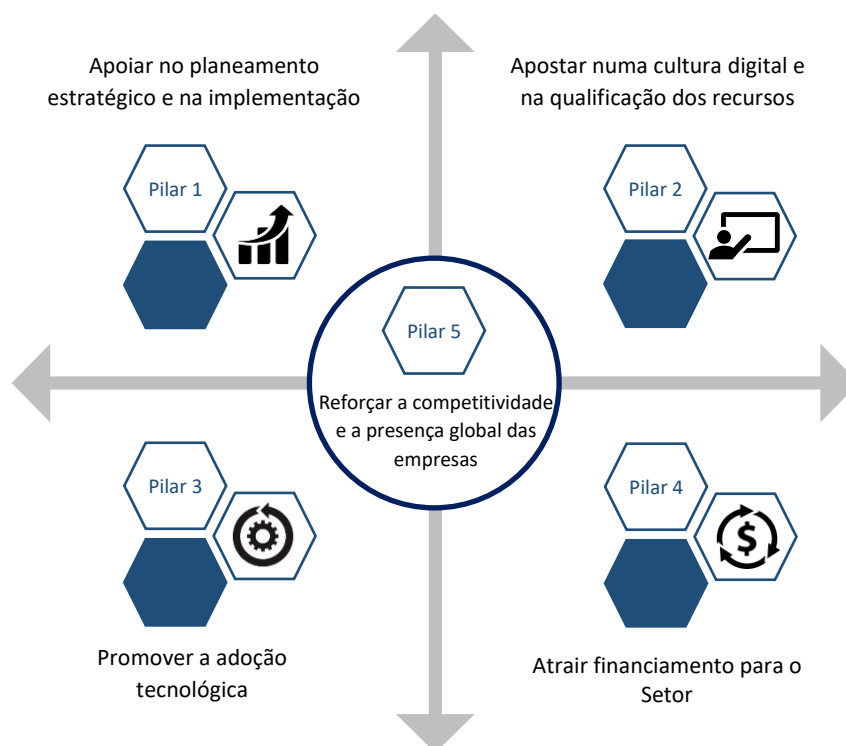 Apoiar no planeamento
estratégico e na implementação
Pilar 1
Apostar numa cultura digital e
na qualificação dos recursos
Pilar 2
Pilar 5
Reforçar a competitividade
e a presença global das
empresas
Pilar 3
Promover a adoção
tecnológica
Pilar 4
$
Atrair financiamento para o
Setor